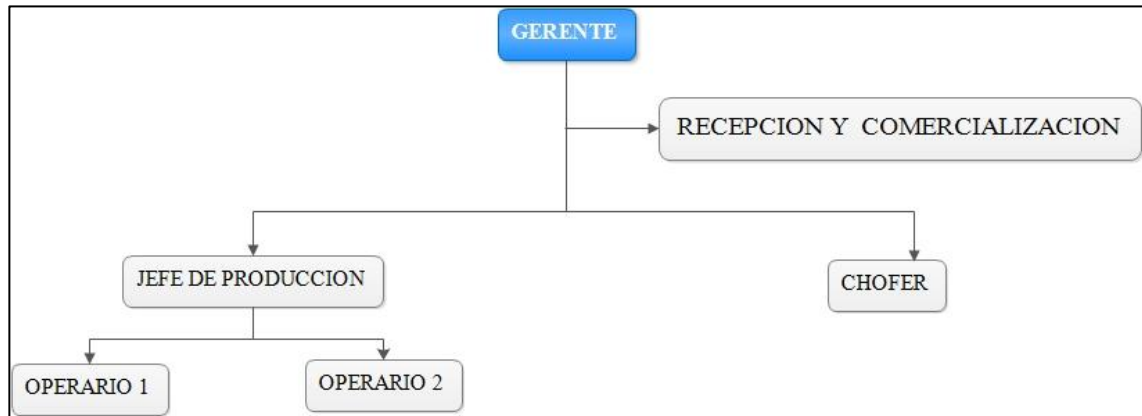 GERENTE
RECEPCION Y COMERCIALIZACION
JEFE DE PRODUCCION
CHOFER
OPERARIO 1
OPERARIO 2